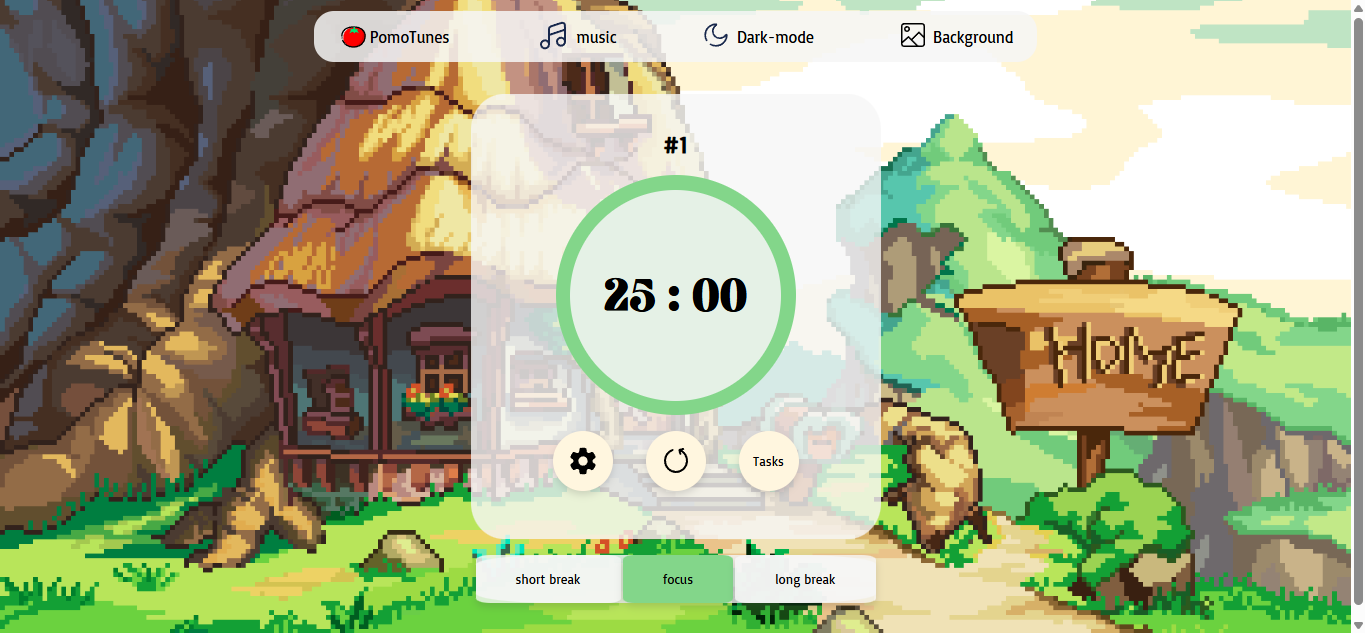 PomoTunes music Dark-mode Background
#1
25 : 00
HOME
Tasks
short break focus long break